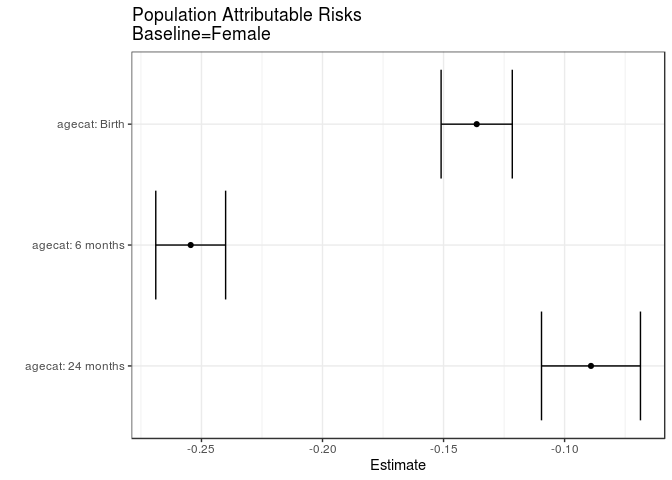 Population Attributable Risks
Baseline=Female
agecat: Birth
agecat: 6 months
agecat: 24 months
-0.25
-0.20
-0.15
-0.10
Estimate